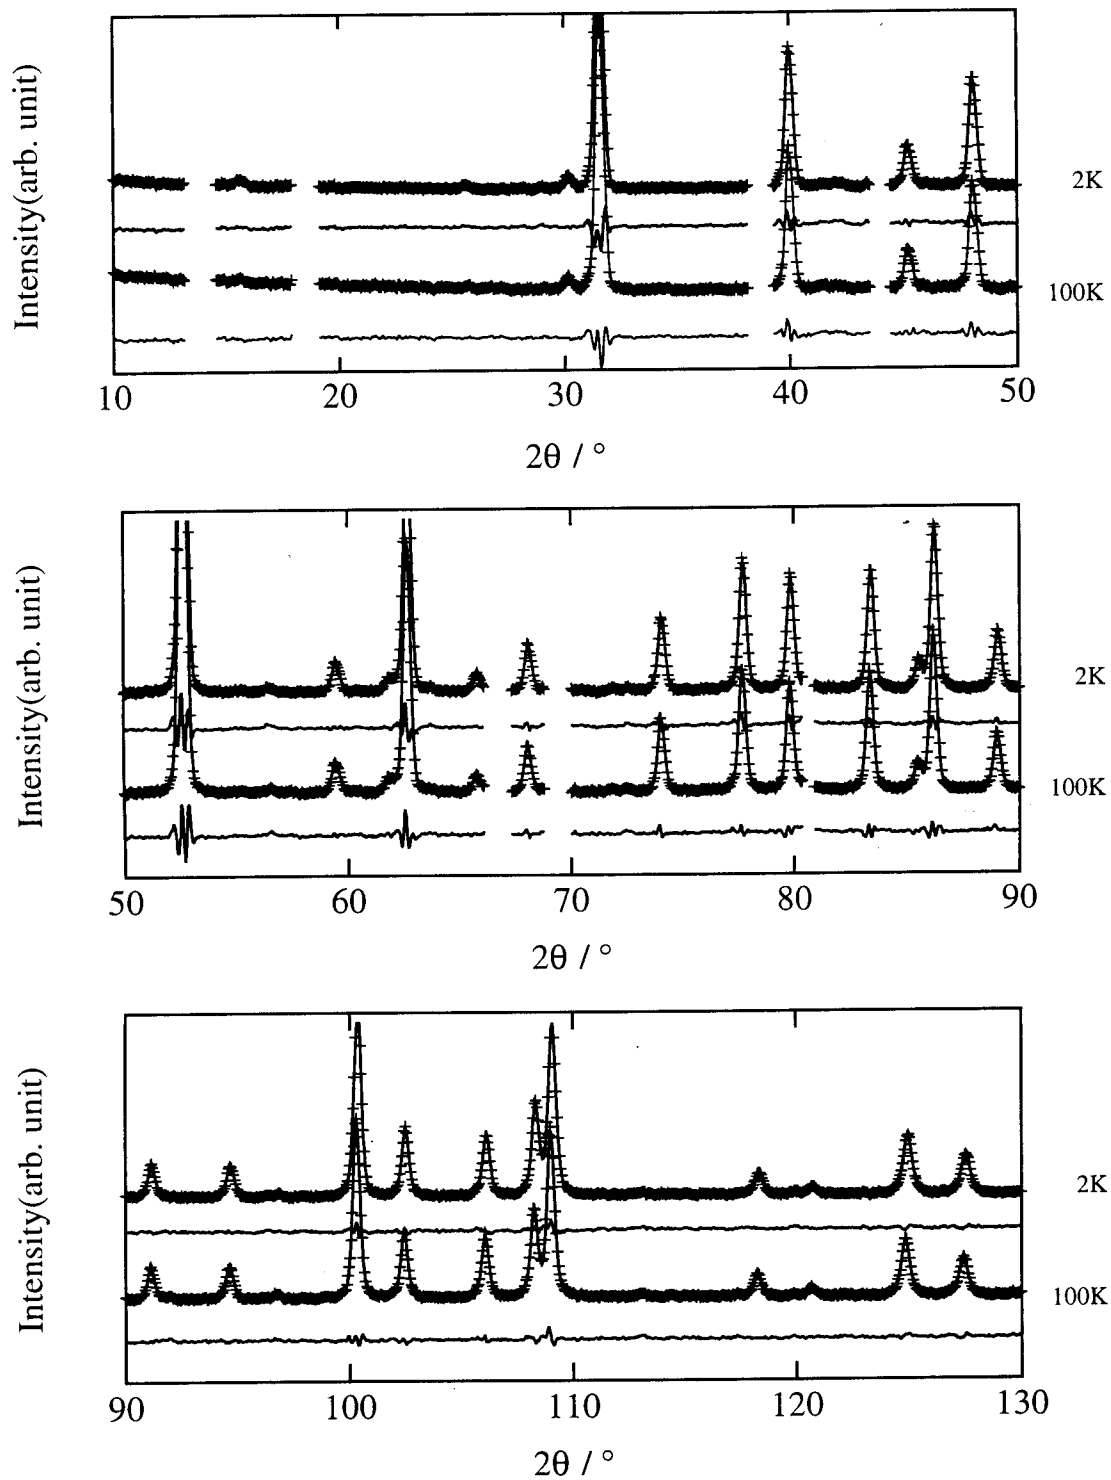 Intensity(arb. unit)
2K
100K
10 20 30 40 50
2θ / °
Intensity(arb. unit)
2K
100K
50 60 70 80 90
2θ / °
Intensity(arb. unit)
2K
100K
90 100 110 120 130
2θ / °